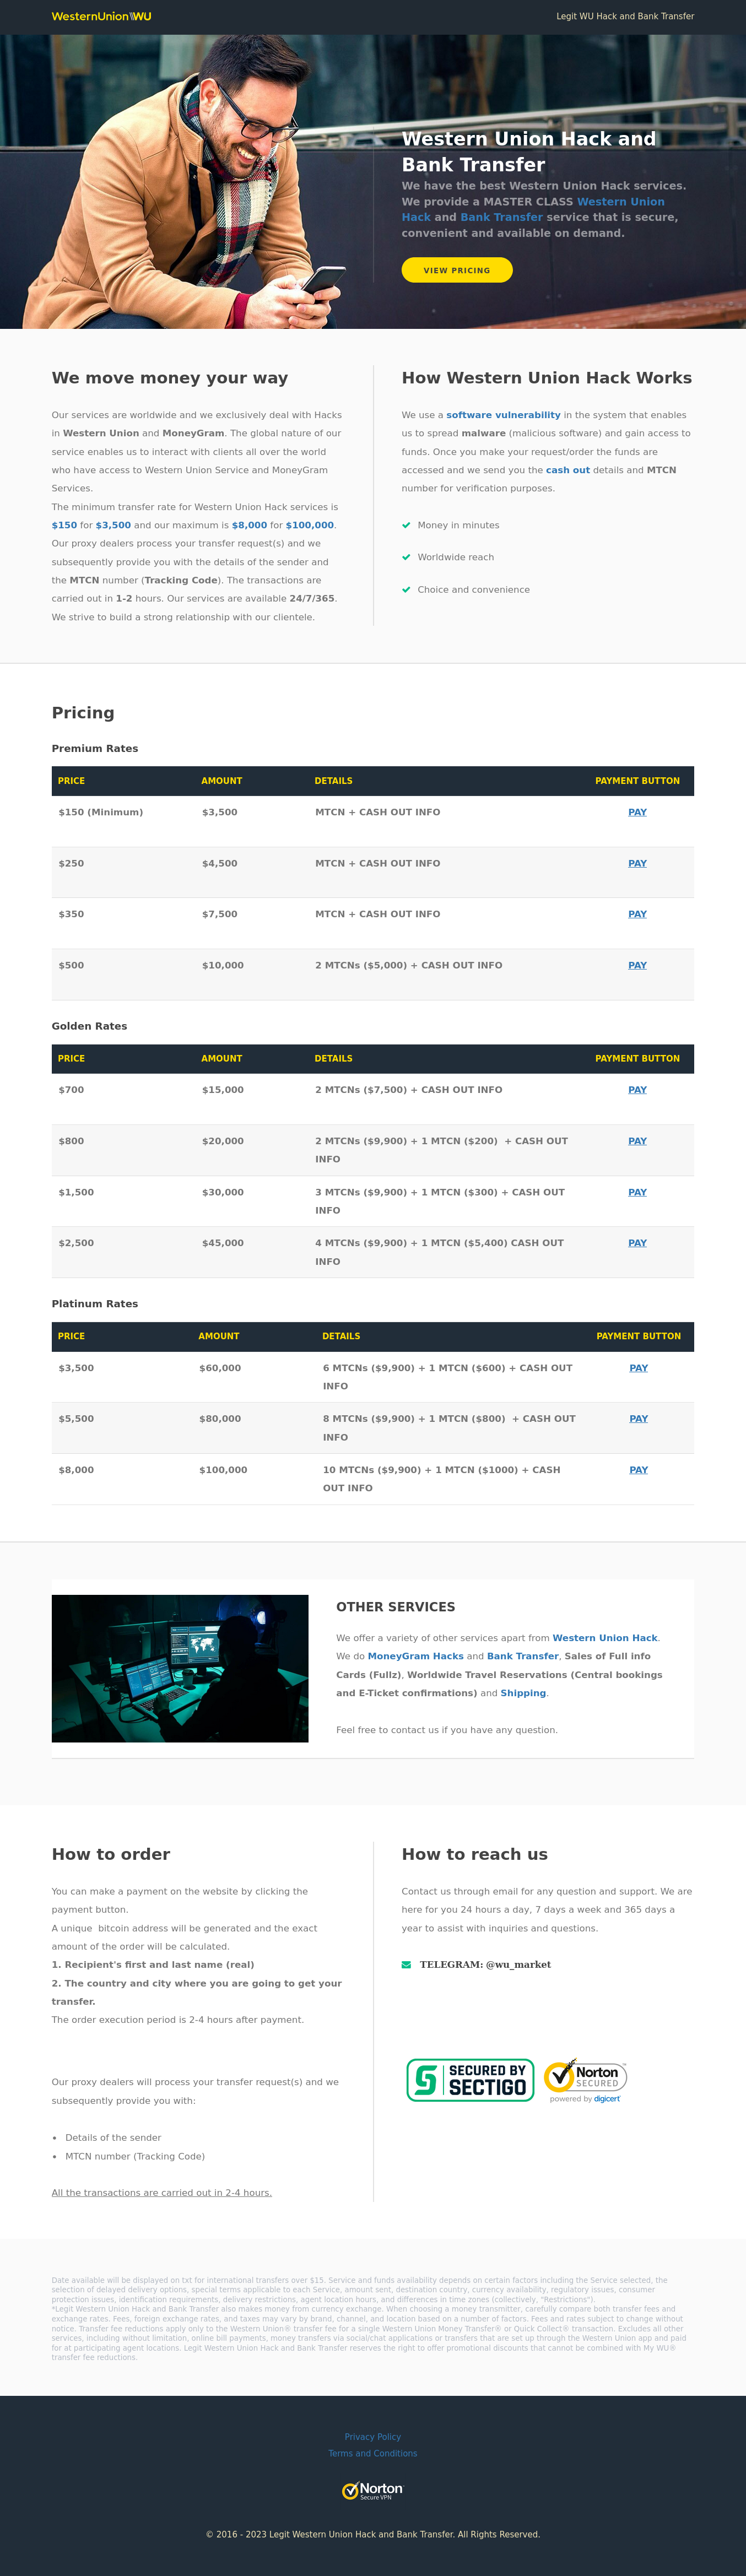 WesternUnion WU
Legit WU Hack and Bank Transfer
Western Union Hack and
Bank Transfer
We have the best Western Union Hack services.
We provide a MASTER CLASS Western Union
Hack and Bank Transfer service that is secure,
convenient and available on demand.
VIEW PRICING
We move money your way
Our services are worldwide and we exclusively deal with Hacks
in Western Union and MoneyGram. The global nature of our
service enables us to interact with clients all over the world
who have access to Western Union Service and MoneyGram
Services.
The minimum transfer rate for Western Union Hack services is
$150 for $3,500 and our maximum is $8,000 for $100,000.
Our proxy dealers process your transfer request(s) and we
subsequently provide you with the details of the sender and
the MTCN number (Tracking Code). The transactions are
carried out in 1-2 hours. Our services are available 24/7/365.
We strive to build a strong relationship with our clientele.
How Western Union Hack Works
We use a software vulnerability in the system that enables
us to spread malware (malicious software) and gain access to
funds. Once you make your request/order the funds are
accessed and we send you the cash out details and MTCN
number for verification purposes.
Money in minutes
Worldwide reach
Choice and convenience
Pricing
Premium Rates
PRICE AMOUNT DETAILS PAYMENT BUTTON
$150 (Minimum) $3,500 MTCN + CASH OUT INFO PAY
$250 $4,500 MTCN + CASH OUT INFO PAY
$350 $7,500 MTCN + CASH OUT INFO PAY
$500 $10,000 2 MTCNs ($5,000) + CASH OUT INFO PAY
Golden Rates
PRICE AMOUNT DETAILS PAYMENT BUTTON
$700 $15,000 2 MTCNs ($7,500) + CASH OUT INFO PAY
$800 $20,000 2 MTCNs ($9,900) + 1 MTCN ($200) + CASH OUT PAY
INFO
$1,500 $30,000 3 MTCNs ($9,900) + 1 MTCN ($300) + CASH OUT PAY
INFO
$2,500 $45,000 4 MTCNs ($9,900) + 1 MTCN ($5,400) CASH OUT PAY
INFO
Platinum Rates
PRICE AMOUNT DETAILS PAYMENT BUTTON
$3,500 $60,000 6 MTCNs ($9,900) + 1 MTCN ($600) + CASH OUT PAY
INFO
$5,500 $80,000 8 MTCNs ($9,900) + 1 MTCN ($800) + CASH OUT PAY
INFO
$8,000 $100,000 10 MTCNs ($9,900) + 1 MTCN ($1000) + CASH PAY
OUT INFO
OTHER SERVICES
We offer a variety of other services apart from Western Union Hack.
We do MoneyGram Hacks and Bank Transfer, Sales of Full info
Cards (Fullz), Worldwide Travel Reservations (Central bookings
and E-Ticket confirmations) and Shipping.
Feel free to contact us if you have any question.
How to order
You can make a payment on the website by clicking the
payment button.
A unique bitcoin address will be generated and the exact
amount of the order will be calculated.
1. Recipient's first and last name (real)
2. The country and city where you are going to get your
transfer.
The order execution period is 2-4 hours after payment.
Our proxy dealers will process your transfer request(s) and we
subsequently provide you with:
• Details of the sender
• MTCN number (Tracking Code)
All the transactions are carried out in 2-4 hours.
How to reach us
Contact us through email for any question and support. We are
here for you 24 hours a day, 7 days a week and 365 days a
year to assist with inquiries and questions.
TELEGRAM: @wu_market
SECURED BY
SECTIGO
Norton™
SECURED
powered by digicert
Date available will be displayed on txt for international transfers over $15. Service and funds availability depends on certain factors including the Service selected, the
selection of delayed delivery options, special terms applicable to each Service, amount sent, destination country, currency availability, regulatory issues, consumer
protection issues, identification requirements, delivery restrictions, agent location hours, and differences in time zones (collectively, "Restrictions").
*Legit Western Union Hack and Bank Transfer also makes money from currency exchange. When choosing a money transmitter, carefully compare both transfer fees and
exchange rates. Fees, foreign exchange rates, and taxes may vary by brand, channel, and location based on a number of factors. Fees and rates subject to change without
notice. Transfer fee reductions apply only to the Western Union® transfer fee for a single Western Union Money Transfer® or Quick Collect® transaction. Excludes all other
services, including without limitation, online bill payments, money transfers via social/chat applications or transfers that are set up through the Western Union app and paid
for at participating agent locations. Legit Western Union Hack and Bank Transfer reserves the right to offer promotional discounts that cannot be combined with My WU®
transfer fee reductions.
Privacy Policy
Terms and Conditions
Norton
Secure VPN
© 2016 - 2023 Legit Western Union Hack and Bank Transfer. All Rights Reserved.